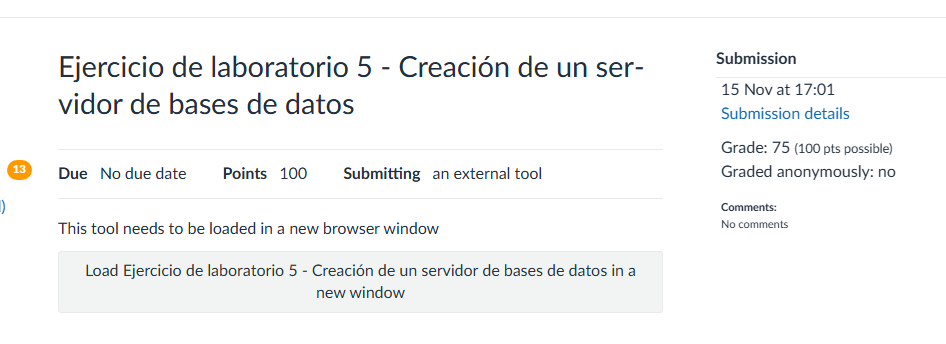 Ejercicio de laboratorio 5 - Creación de un ser-
vidor de bases de datos
13
Due No due date Points 100 Submitting an external tool
This tool needs to be loaded in a new browser window
Load Ejercicio de laboratorio 5 - Creación de un servidor de bases de datos in a
new window
Submission
15 Nov at 17:01
Submission details
Grade: 75 (100 pts possible)
Graded anonymously: no
Comments:
No comments